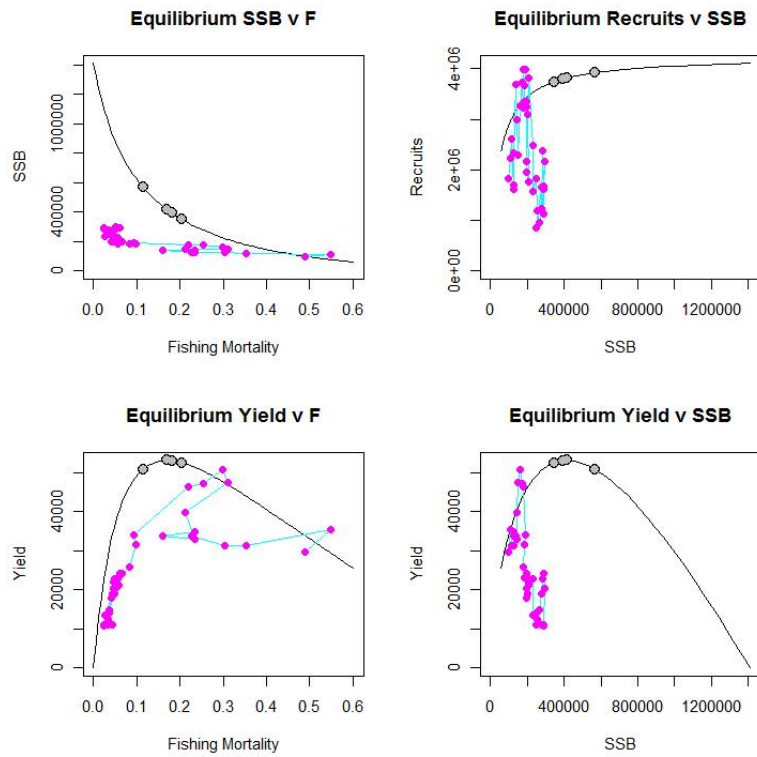 Equilibrium SSB v F
SSB
0
400000
1000000
0.0 0.1 0.2 0.3 0.4 0.5 0.6
Fishing Mortality
Equilibrium Recruits v SSB
Recruits
0e+00
2e+06
4e+06
0 400000 800000 1200000
SSB
Equilibrium Yield v F
Yield
0
20000
40000
0.0 0.1 0.2 0.3 0.4 0.5 0.6
Fishing Mortality
Equilibrium Yield v SSB
Yield
0
20000
40000
0 400000 800000 1200000
SSB